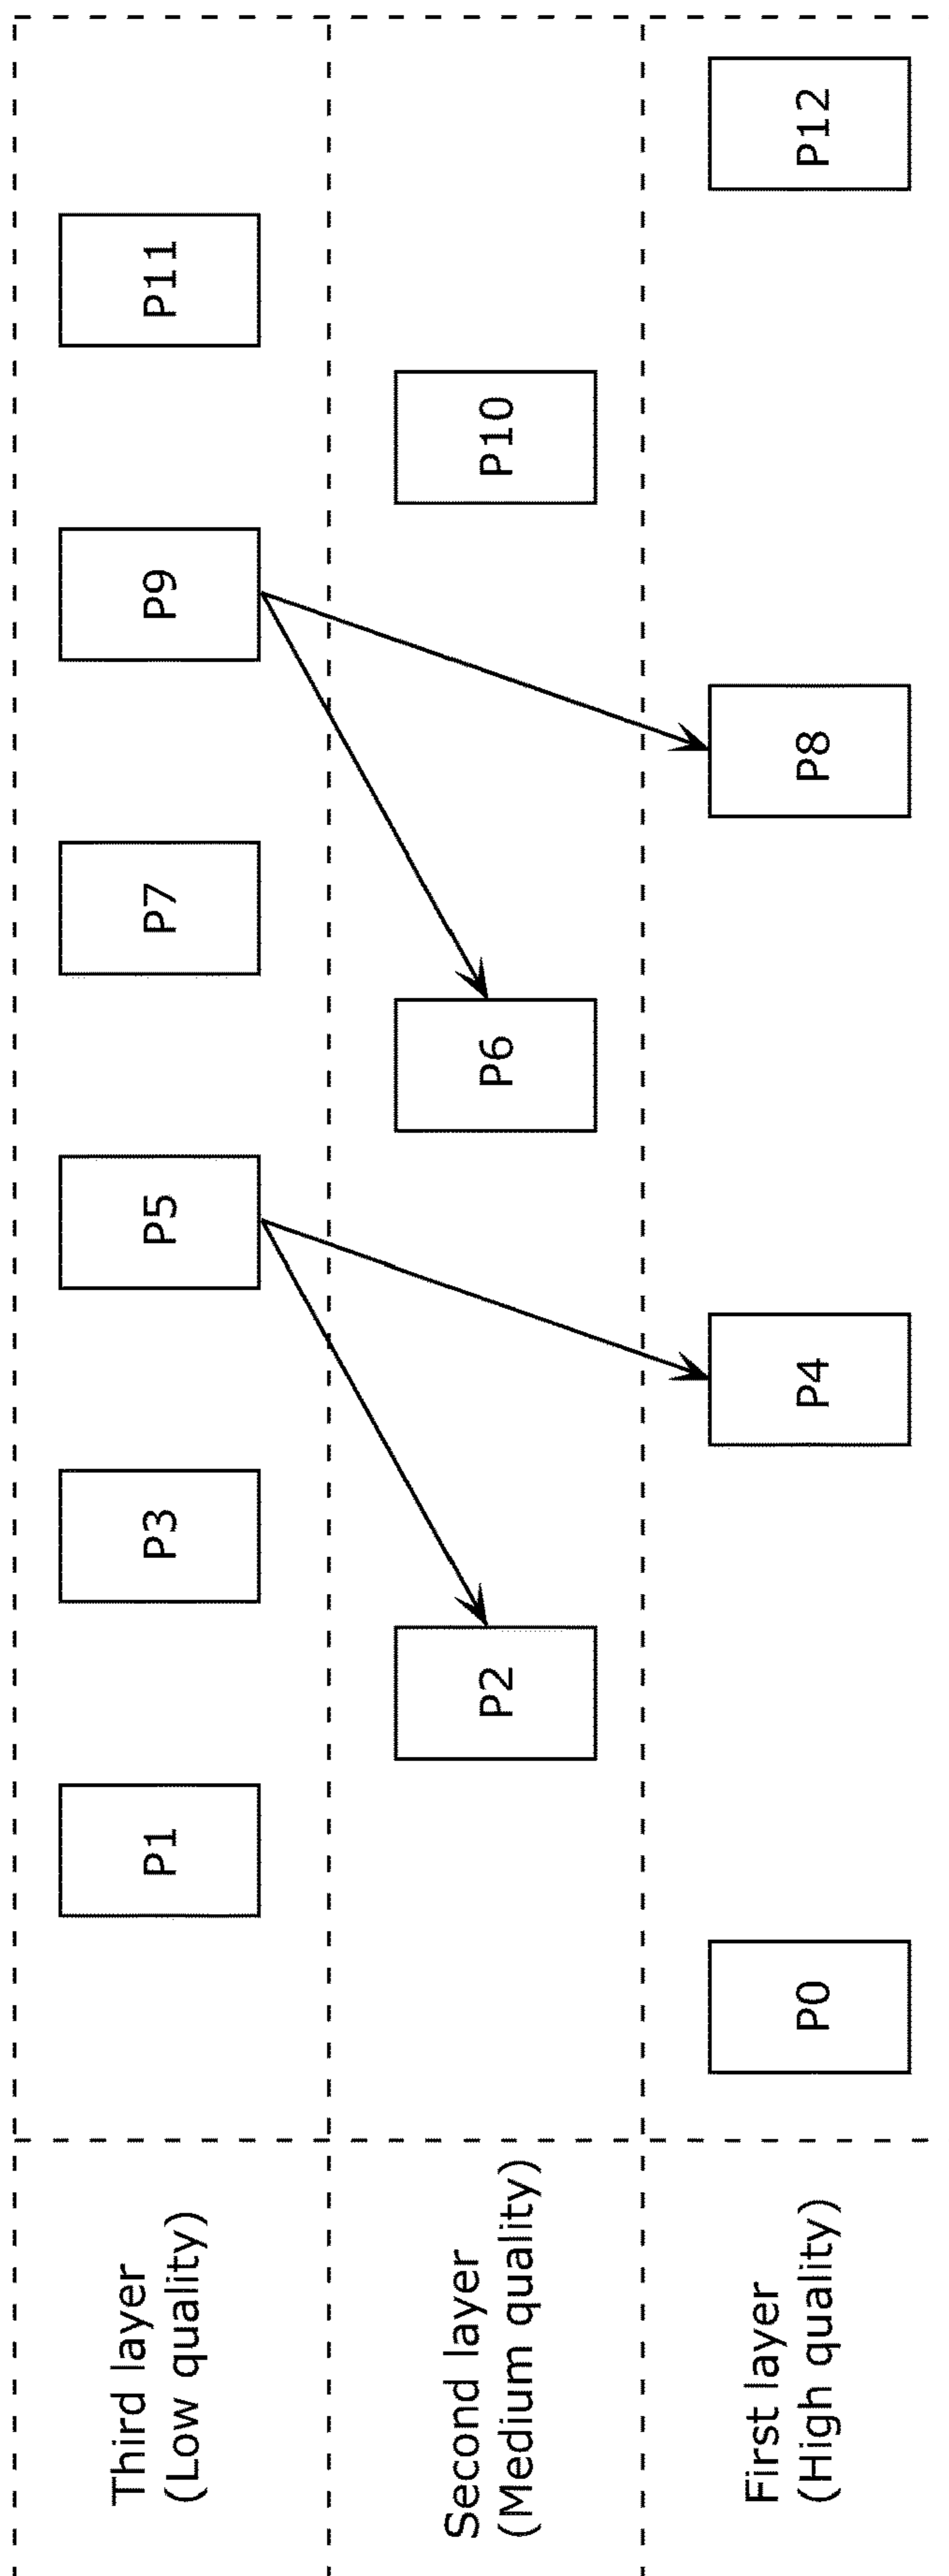 Third layer
(Low quality)
P1
P3
P5
P7
P9
P11
Second layer
(Medium quality)
P2
P6
P10
First layer
(High quality)
P0
P4
P8
P12